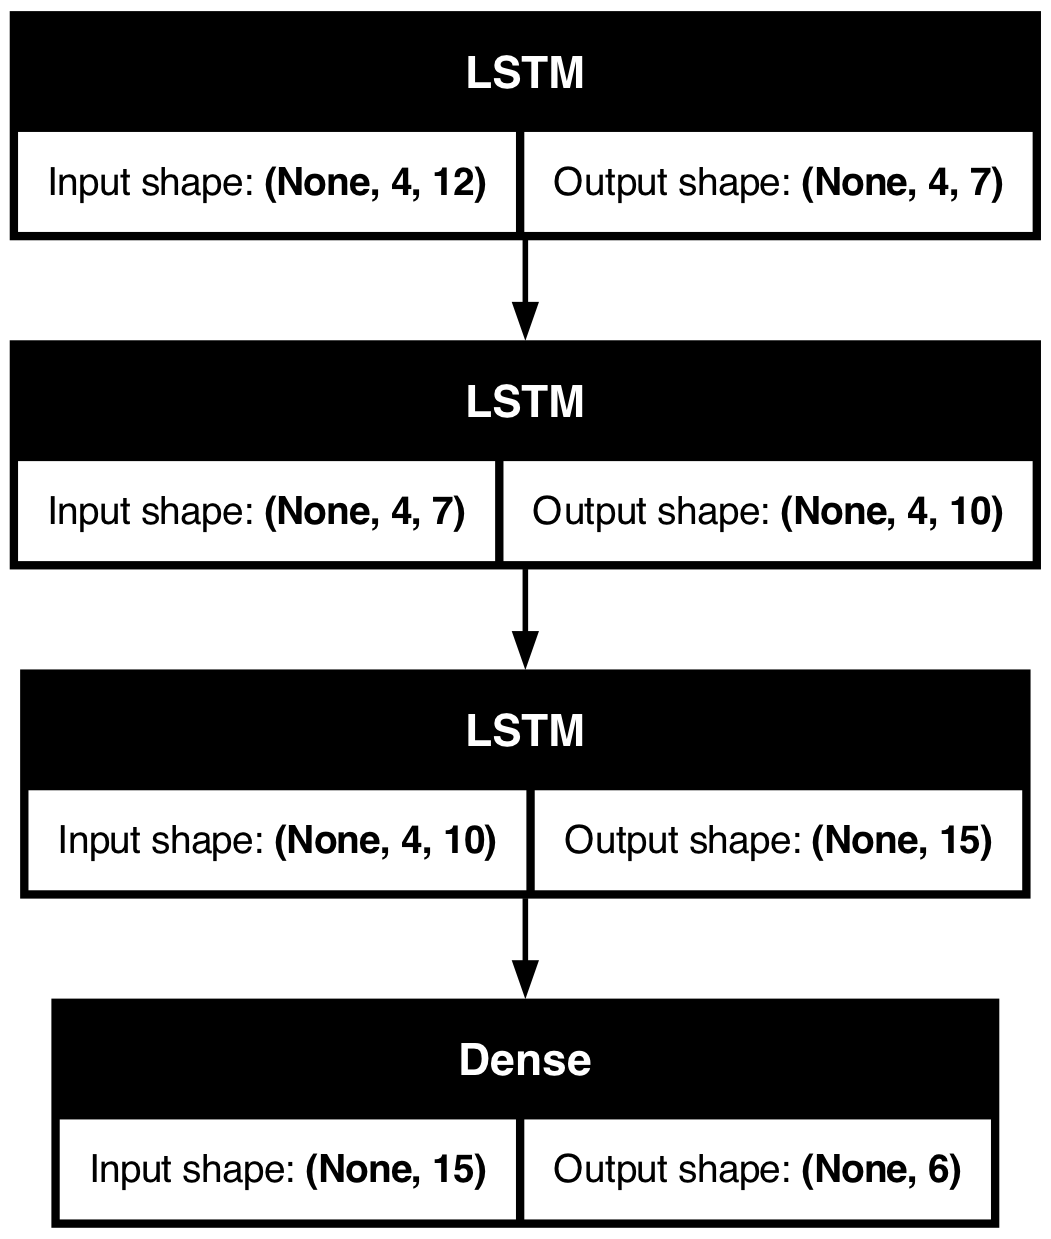 LSTM
Input shape: (None, 4, 12) Output shape: (None, 4, 7)
LSTM
Input shape: (None, 4, 7) Output shape: (None, 4, 10)
LSTM
Input shape: (None, 4, 10) Output shape: (None, 15)
Dense
Input shape: (None, 15) Output shape: (None, 6)